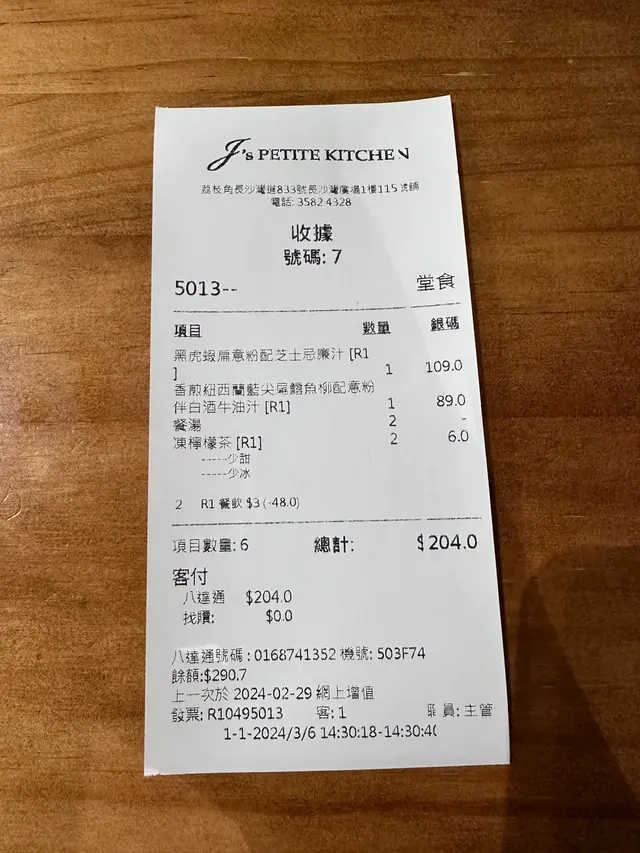 J's PETITE KITCHEN
荔枝角長沙灣道833號長沙灣廣場1樓115號舖
電話: 3582 4328
收據
號碼: 7
5013-- 堂食
項目 數量 銀碼
黑虎蝦扁意粉配芝士忌廉汁 [R1
] 1 109.0
香煎紐西蘭藍尖尾鱈魚柳配意粉
伴白酒牛油汁 [R1] 1 89.0
餐湯 2 -
凍檸檬茶 [R1] 2 6.0
-----少甜
-----少冰
2 R1 餐飲 $3 (-48.0)
項目數量: 6 總計: $204.0
客付
八達通 $204.0
找贖: $0.0
八達通號碼 : 0168741352 機號: 503F74
餘額:$290.7
上一次於 2024-02-29 網上增值
發票: R10495013 客: 1 職員: 主管
1-1-2024/3/6 14:30:18-14:30:40